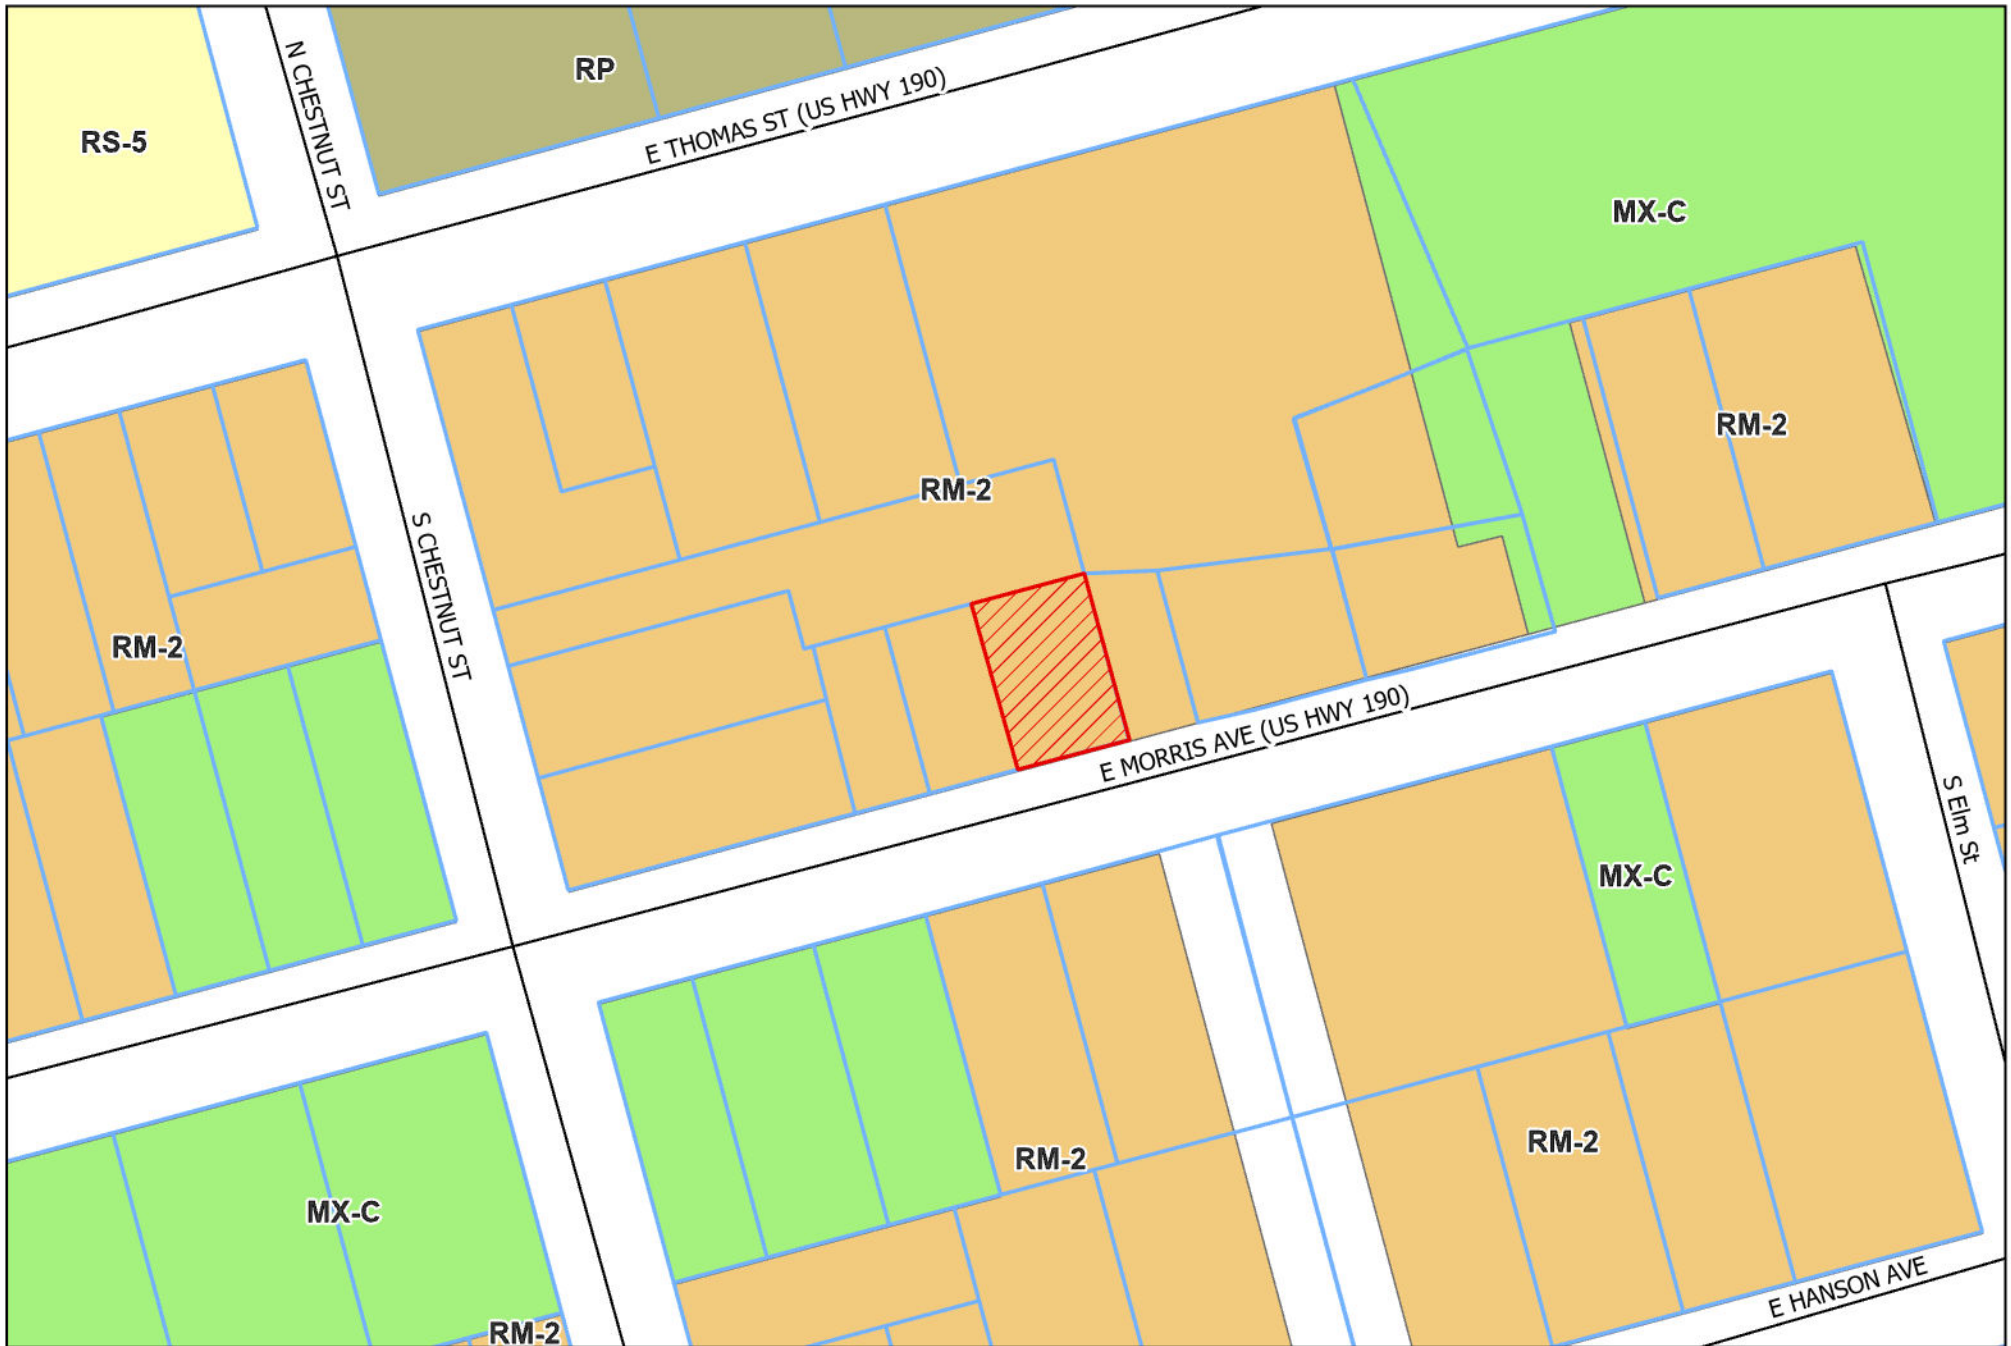 N CHESTNUT ST
RP
E THOMAS ST (US HWY 190)
RS-5
MX-C
RM-2
RM-2
S CHESTNUT ST
RM-2
E MORRIS AVE (US HWY 190)
S Elm St
MX-C
RM-2
RM-2
MX-C
E HANSON AVE
RM-2